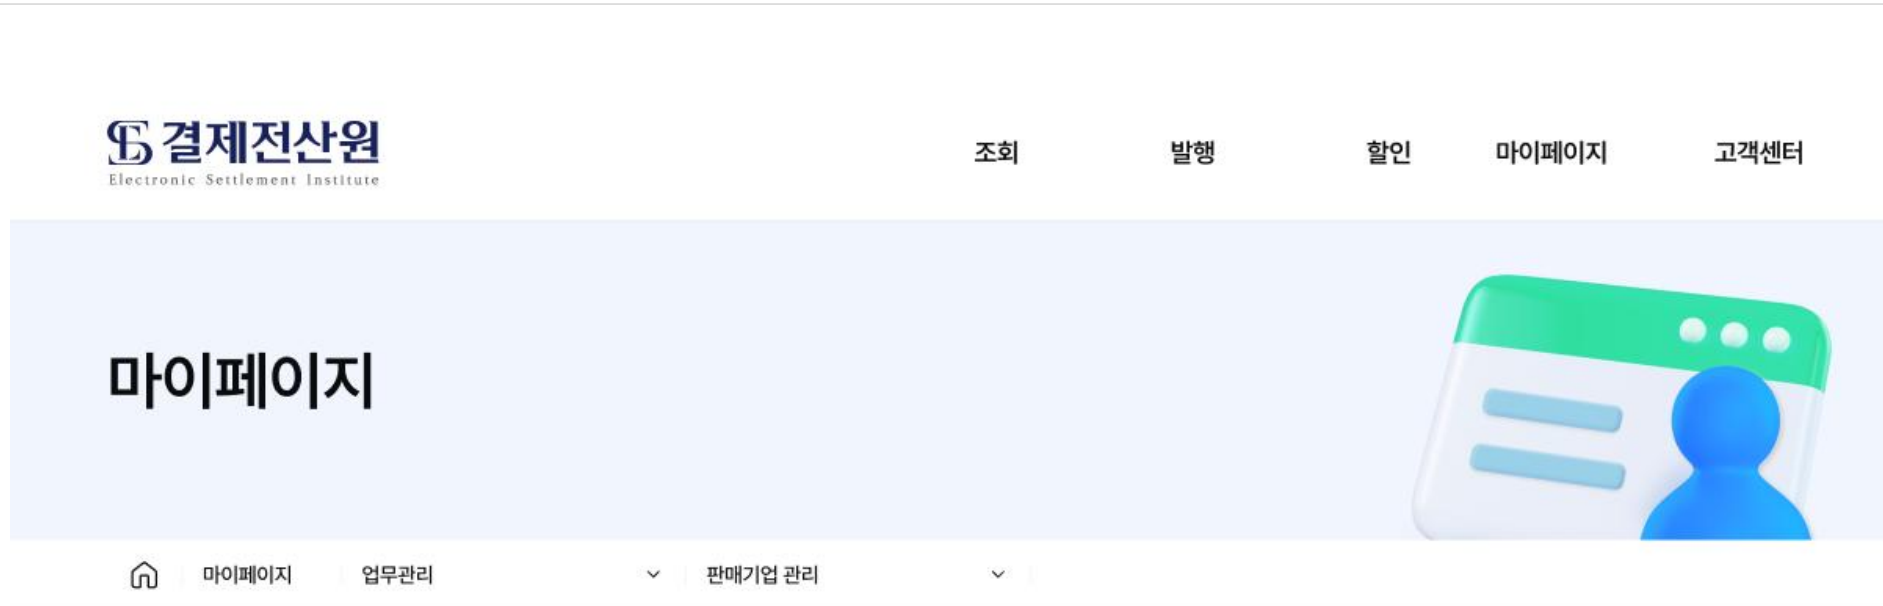 결제전산원
Electronic Settlement Institute
조회 발행 할인 마이페이지 고객센터
마이페이지
마이페이지 업무관리 판매기업 관리